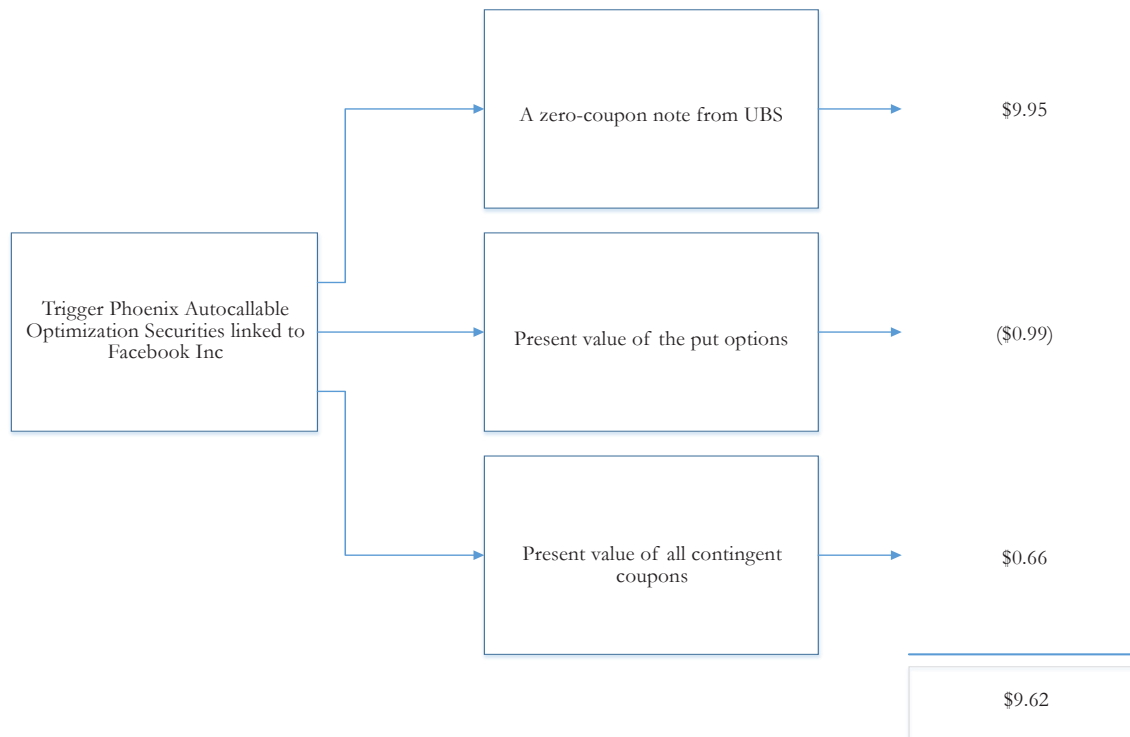 A zero-coupon note from UBS
$9.95
Trigger Phoenix Autocallable
Optimization Securities linked to
Facebook Inc
Present value of the put options
($0.99)
Present value of all contingent
coupons
$0.66
$9.62